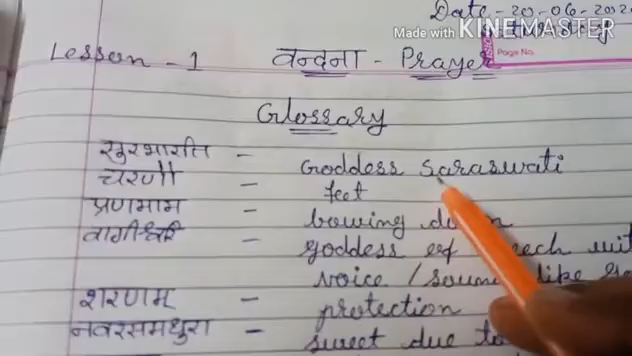 Date - 20-06-202
Made with KINEMASTER
Page No.
Lesson - 1 वन्दना - Prayer
Glossary
सुरभारति - Goddess Saraswati
चरणौ - feet
प्रणमाम - bowing down
वागीश्वरि - goddess of
voice / like
शरणम् - protection
नवरसमधुरा - sweet due to